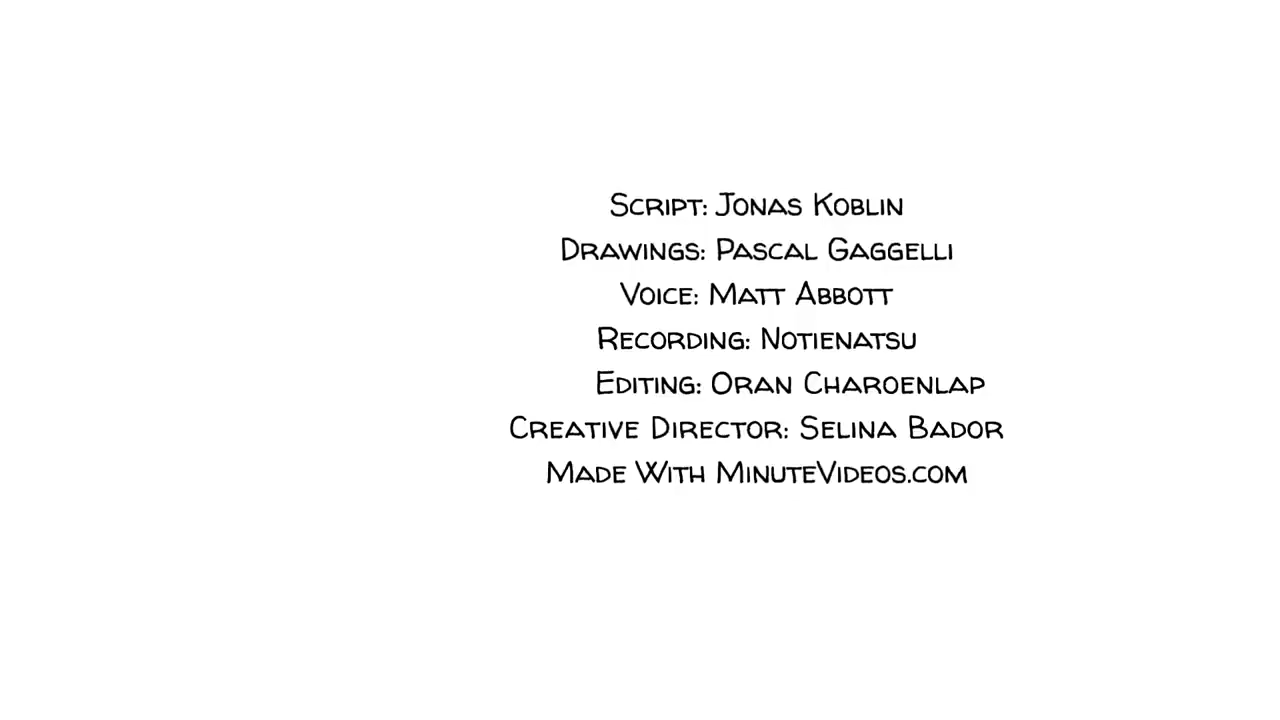 Script: Jonas Koblin
Drawings: Pascal Gaggelli
Voice: Matt Abbott
Recording: Notienatsu
Editing: Oran Charoenlap
Creative Director: Selina Bador
Made With MinuteVideos.com